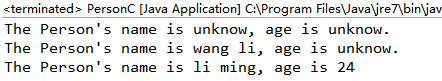 <terminated> PersonC [Java Application] C:\Program Files\Java\jre7\bin\jav
The Person's name is unknow, age is unknow.
The Person's name is wang li, age is unknow.
The Person's name is li ming, age is 24